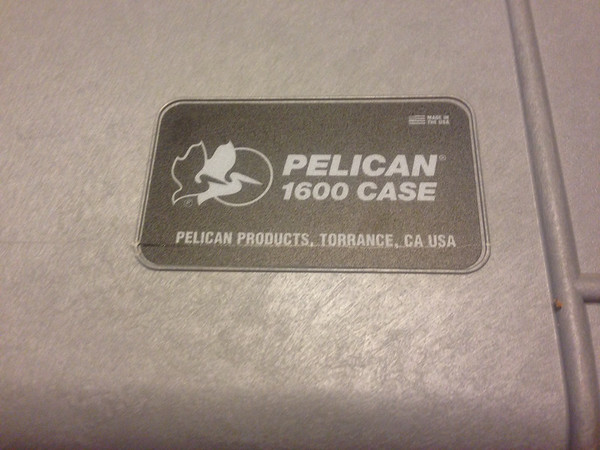 MADE IN
THE USA
PELICAN®
1600 CASE
PELICAN PRODUCTS, TORRANCE, CA USA